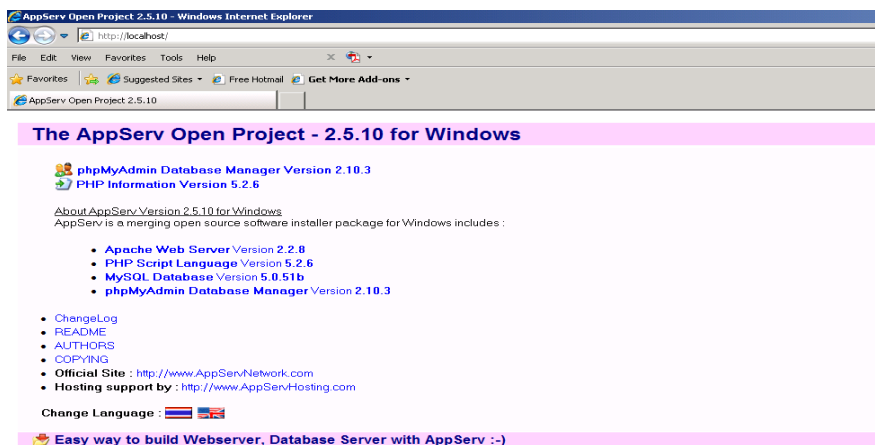 AppServ Open Project 2.5.10 - Windows Internet Explorer
http://localhost/
File Edit View Favorites Tools Help
Favorites Suggested Sites Free Hotmail Get More Add-ons
AppServ Open Project 2.5.10
The AppServ Open Project - 2.5.10 for Windows
phpMyAdmin Database Manager Version 2.10.3
PHP Information Version 5.2.6
About AppServ Version 2.5.10 for Windows
AppServ is a merging open source software installer package for Windows includes :
Apache Web Server Version 2.2.8
PHP Script Language Version 5.2.6
MySQL Database Version 5.0.51b
phpMyAdmin Database Manager Version 2.10.3
ChangeLog
README
AUTHORS
COPYING
Official Site : http://www.AppServNetwork.com
Hosting support by : http://www.AppServHosting.com
Change Language :
Easy way to build Webserver, Database Server with AppServ :-)